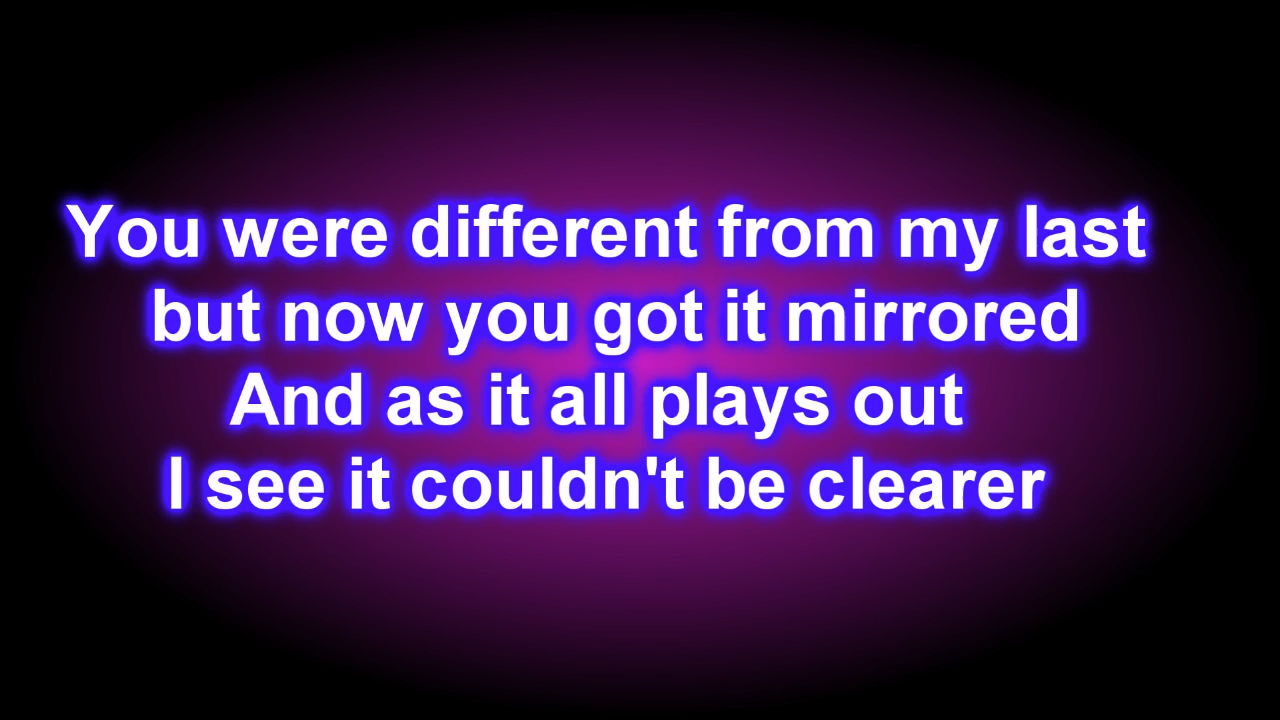 You were different from my last
but now you got it mirrored
And as it all plays out
I see it couldn't be clearer